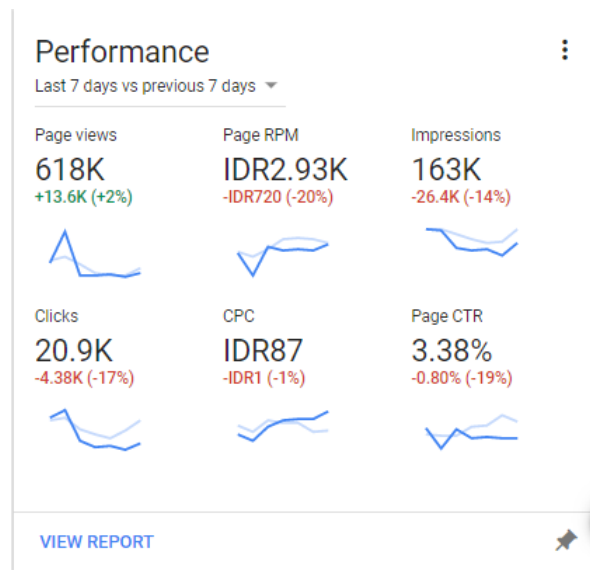 Performance
Last 7 days vs previous 7 days
Page views
618K
+13.6K (+2%)
Page RPM
IDR2.93K
-IDR720 (-20%)
Impressions
163K
-26.4K (-14%)
Clicks
20.9K
-4.38K (-17%)
CPC
IDR87
-IDR1 (-1%)
Page CTR
3.38%
-0.80% (-19%)
VIEW REPORT